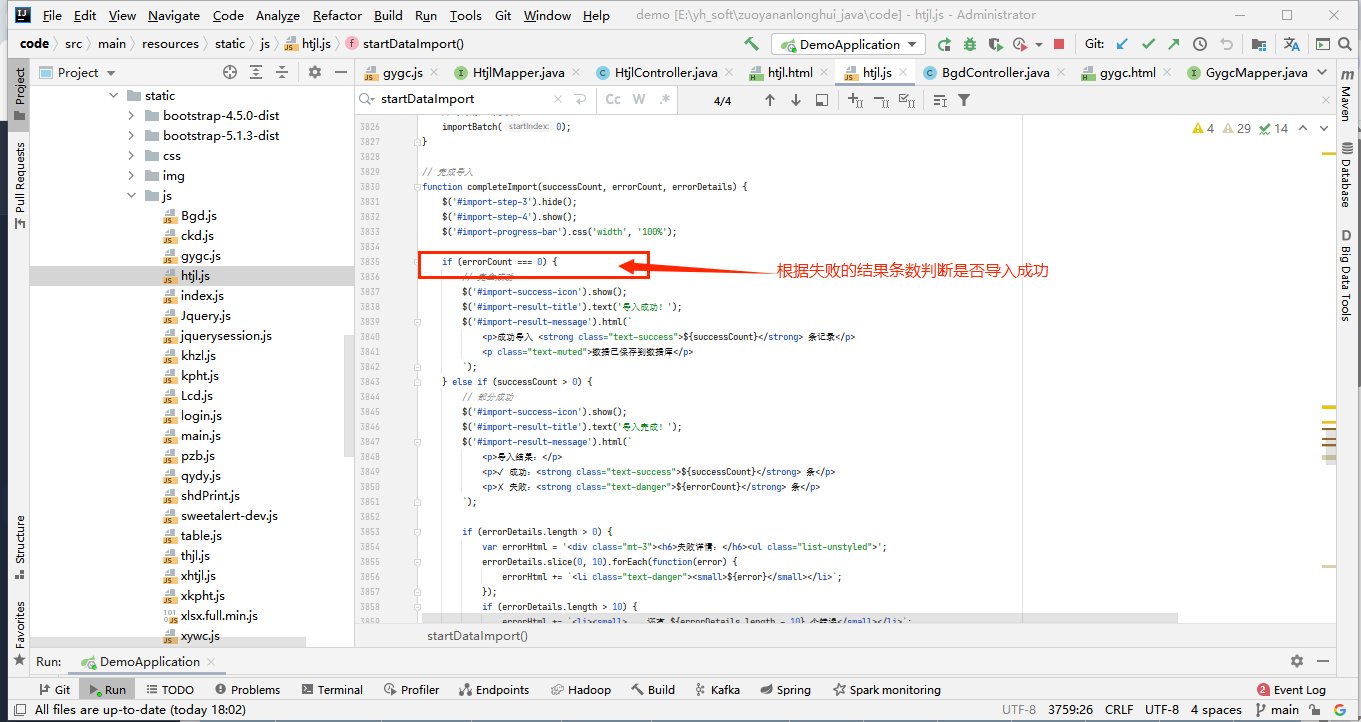 File Edit View Navigate Code Analyze Refactor Build Run Tools Git Window Help demo [E:\yh_soft\zuoyananlonghui_java\code] - htjl.js - Administrator
code src main resources static js htjl.js startDataImport() DemoApplication Git:
Project gygc.js HtjlMapper.java HtjlController.java htjl.html htjl.js BgdController.java gygc.html GygcMapper.java
startDataImport Cc W .* 4/4
Project
Pull Requests
Structure
Favorites
Maven
Database
Big Data Tools
static
bootstrap-4.5.0-dist
bootstrap-5.1.3-dist
css
img
js
Bgd.js
ckd.js
gygc.js
htjl.js
index.js
Jquery.js
jquerysession.js
khzl.js
kpht.js
Lcd.js
login.js
main.js
pzb.js
qydy.js
shdPrint.js
sweetalert-dev.js
table.js
thjl.js
xhtjl.js
xkpht.js
xlsx.full.min.js
xywc.js
4 29 14
3826 importBatch( startIndex: 0);
3827 }
3828
3829 // 完成导入
3830 function completeImport(successCount, errorCount, errorDetails) {
3831 $('#import-step-3').hide();
3832 $('#import-step-4').show();
3833 $('#import-progress-bar').css('width', '100%');
3834
3835 if (errorCount === 0) {
根据失败的结果条数判断是否导入成功
3836 // 完全成功
3837 $('#import-success-icon').show();
3838 $('#import-result-title').text('导入成功！');
3839 $('#import-result-message').html(`
3840 <p>成功导入 <strong class="text-success">${successCount}</strong> 条记录</p>
3841 <p class="text-muted">数据已保存到数据库</p>
3842 `);
3843 } else if (successCount > 0) {
3844 // 部分成功
3845 $('#import-success-icon').show();
3846 $('#import-result-title').text('导入完成！');
3847 $('#import-result-message').html(`
3848 <p>导入结果：</p>
3849 <p>✓ 成功：<strong class="text-success">${successCount}</strong> 条</p>
3850 <p>✗ 失败：<strong class="text-danger">${errorCount}</strong> 条</p>
3851 `);
3852
3853 if (errorDetails.length > 0) {
3854 var errorHtml = '<div class="mt-3"><h6>失败详情：</h6><ul class="list-unstyled">';
3855 errorDetails.slice(0, 10).forEach(function(error) {
3856 errorHtml += `<li class="text-danger"><small>${error}</small></li>`;
3857 });
3858 if (errorDetails.length > 10) {
3859 errorHtml += `<li><small>... 还有 ${errorDetails.length - 10} 个错误</small></li>`;
startDataImport()
Run: DemoApplication
Git Run TODO Problems Terminal Profiler Endpoints Hadoop Build Kafka Spring Spark monitoring 2 Event Log
All files are up-to-date (today 18:02) UTF-8 3759:26 CRLF UTF-8 4 spaces main